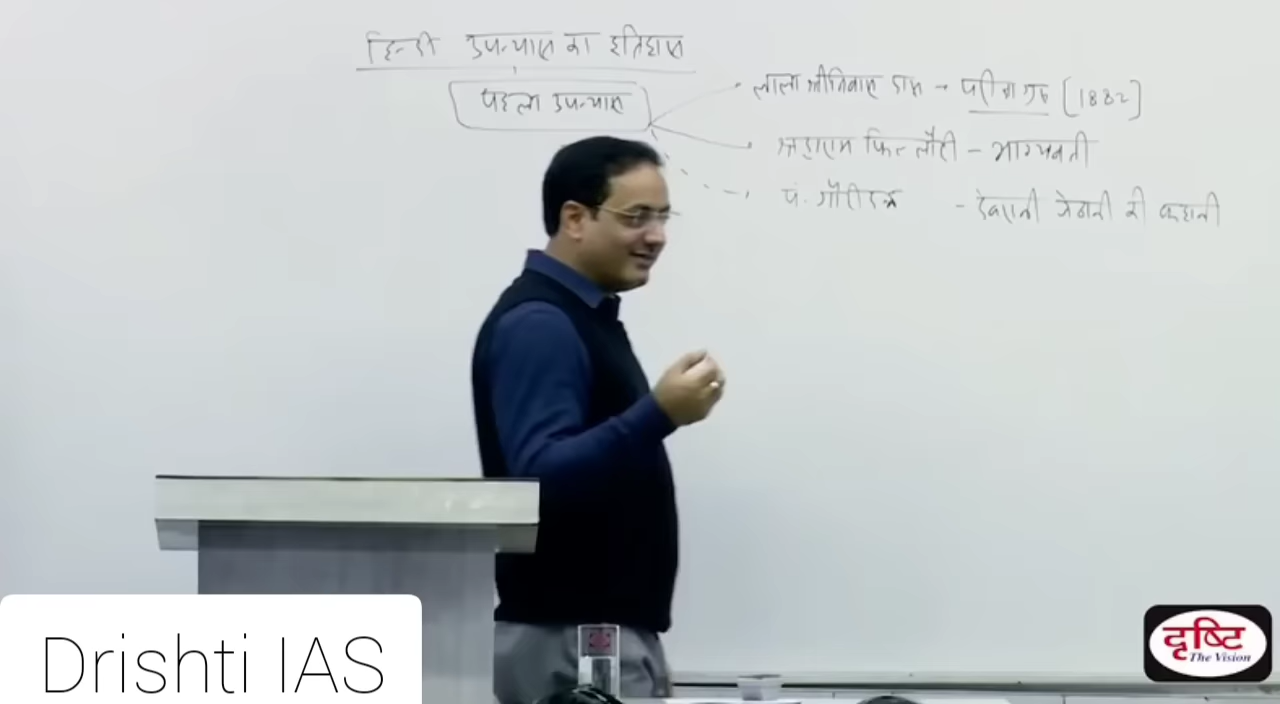 हिन्दी उपन्यास का इतिहास
पहला उपन्यास
लाला श्रीनिवास दास → परीक्षा गुरु [1882]
श्रद्धाराम फिल्लौरी – भाग्यवती
पं. गौरीदत्त – देवरानी जेठानी की कहानी
Drishti IAS
दृष्टि
The Vision